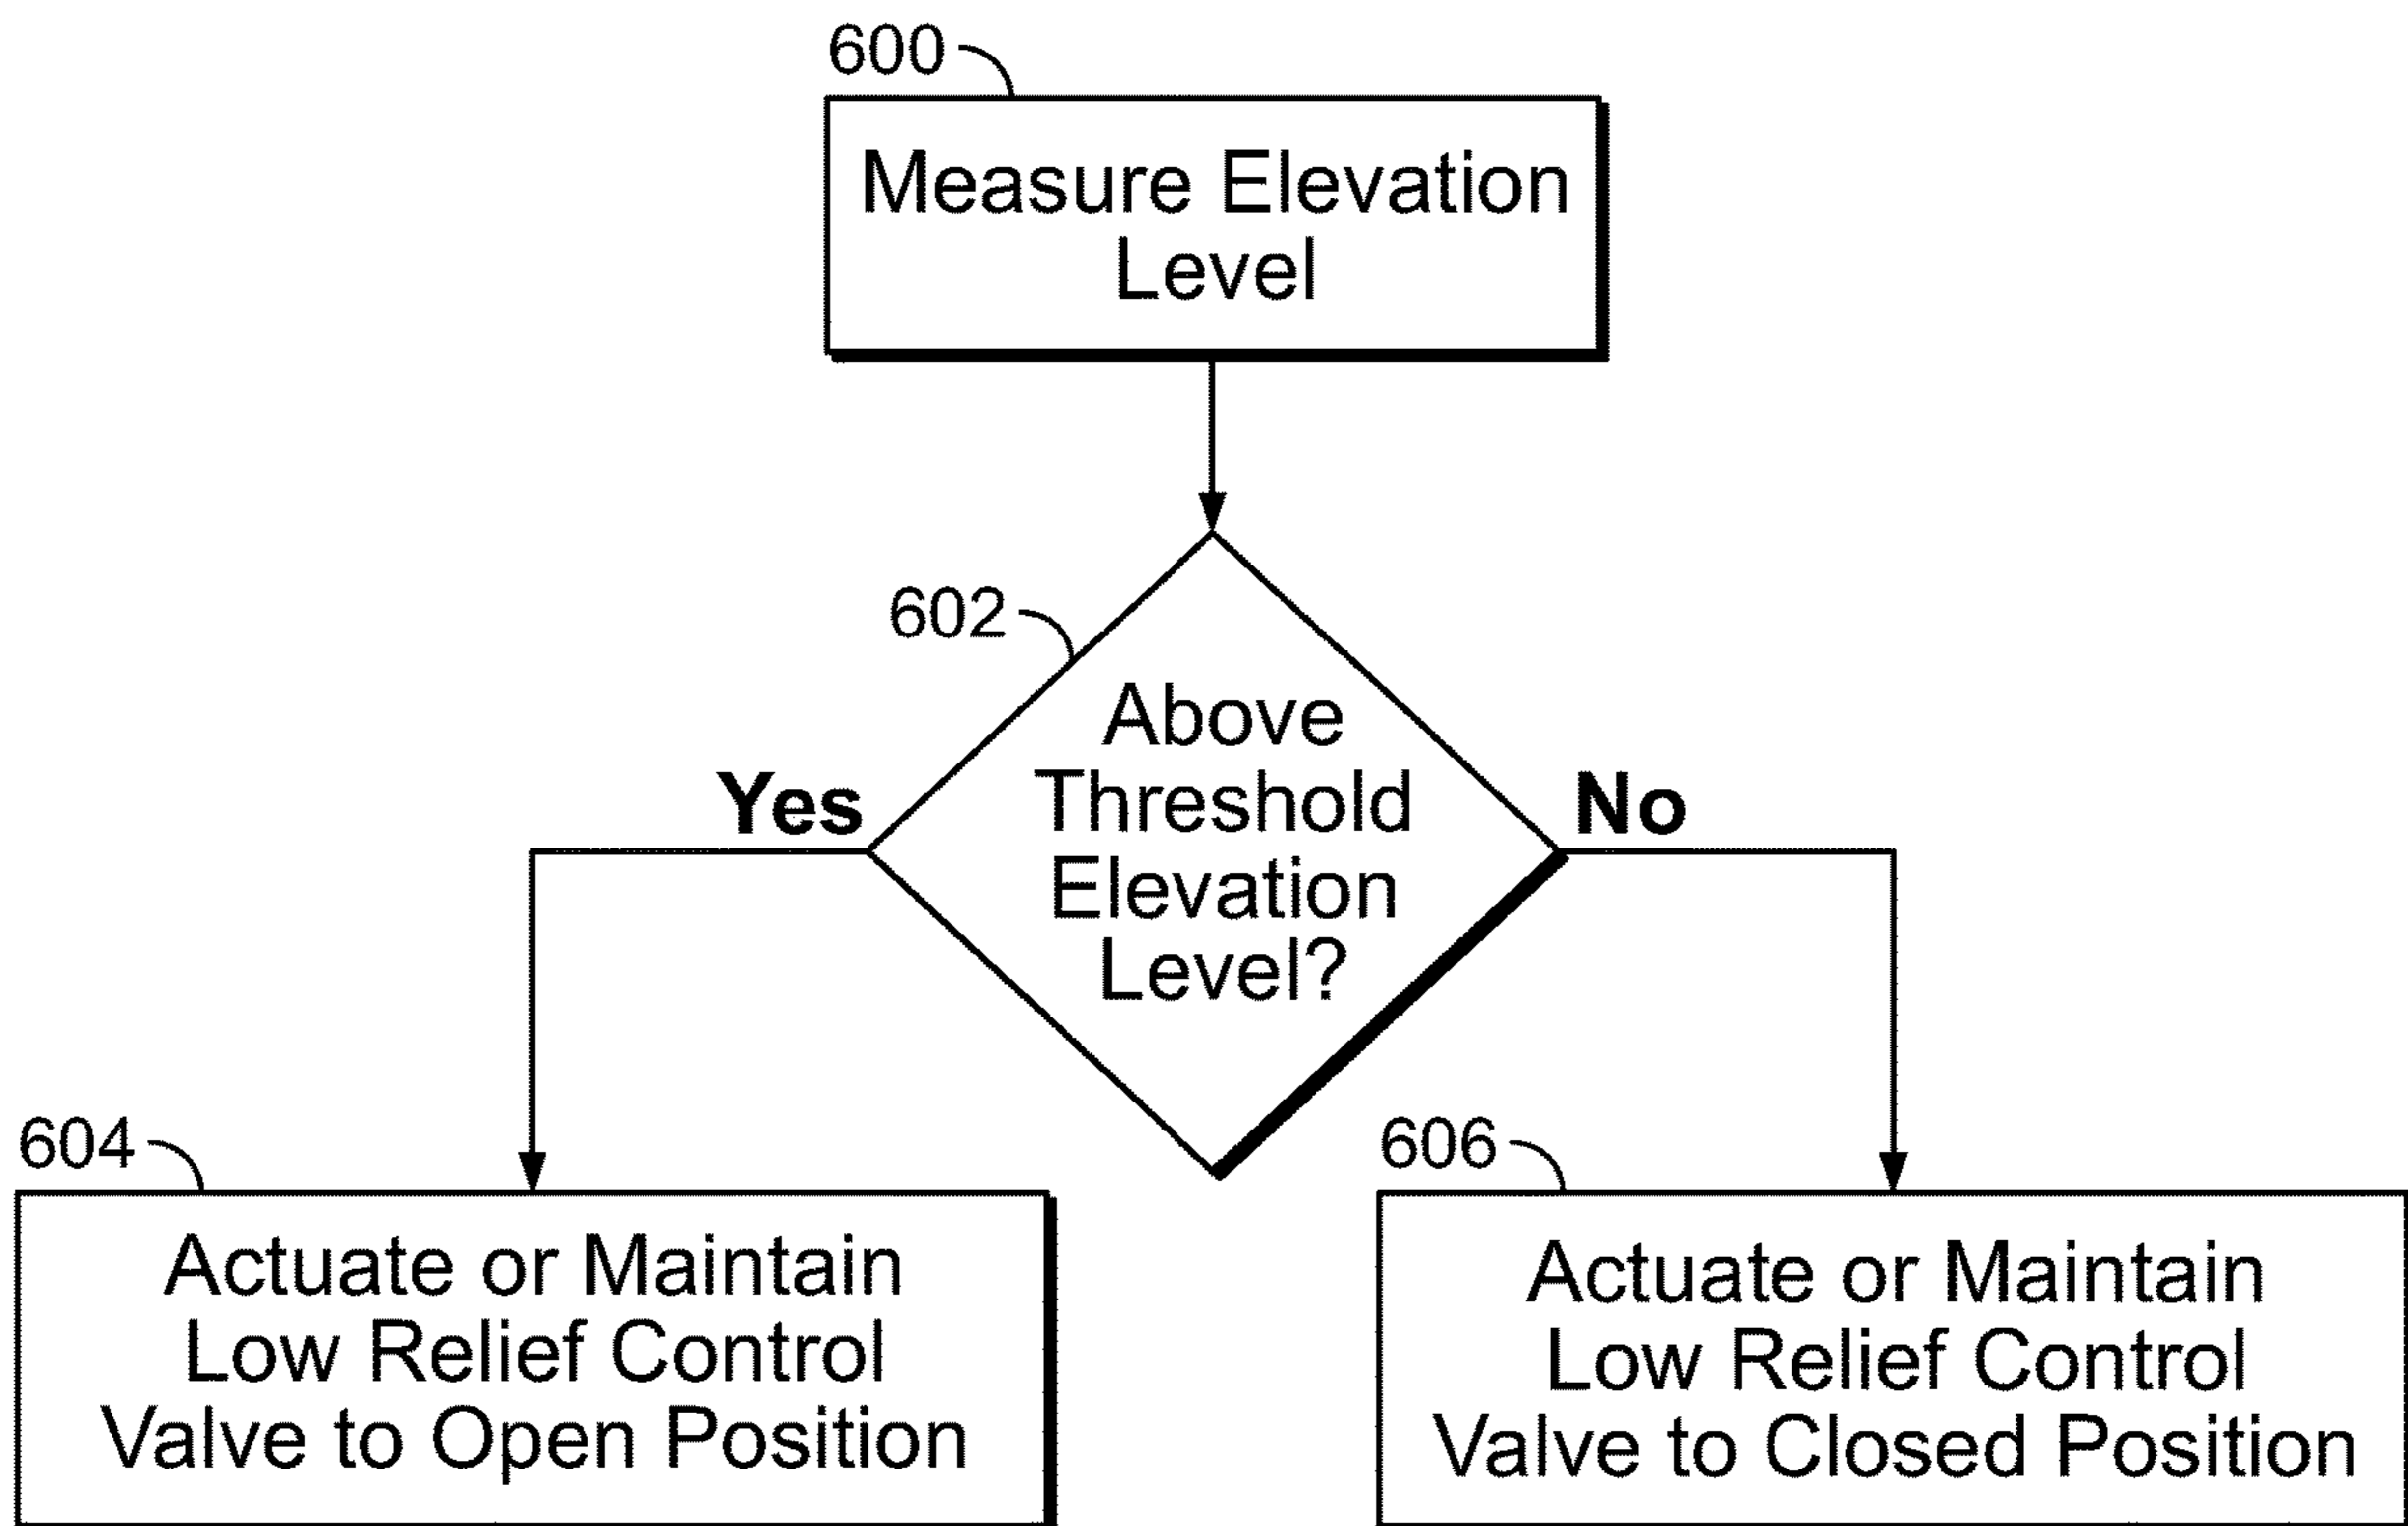 600
Measure Elevation
Level
602
Above
Threshold
Elevation
Level?
Yes
No
604
Actuate or Maintain
Low Relief Control
Valve to Open Position
606
Actuate or Maintain
Low Relief Control
Valve to Closed Position